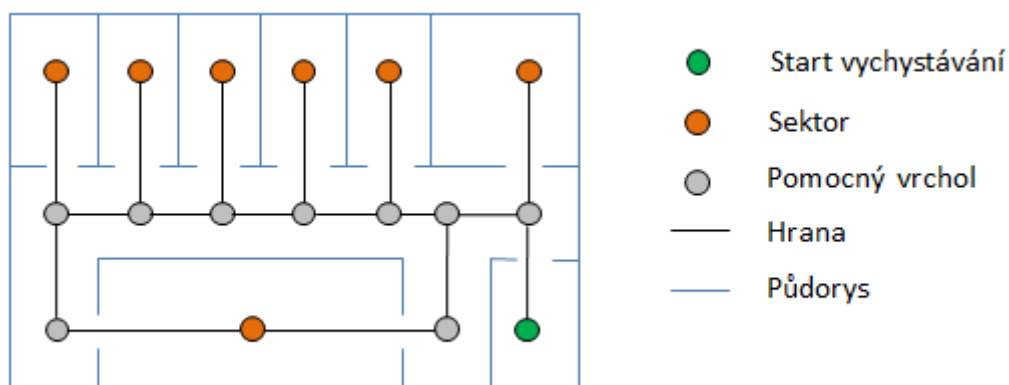 Start vychystávání
Sektor
Pomocný vrchol
Hrana
Půdorys